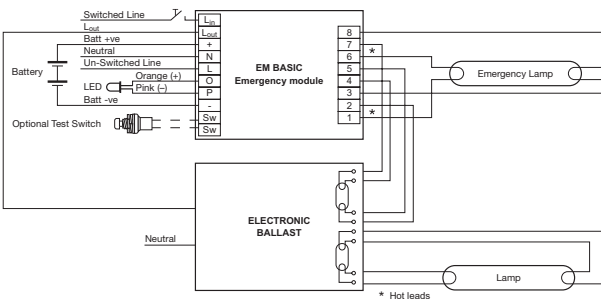 Switched Line
Lout
Batt +ve
Neutral
Un-Switched Line
Orange (+)
LED
Pink (–)
Batt -ve
Battery
Optional Test Switch
Lin
Lout
+
N
L
O
P
-
Sw
Sw
EM BASIC
Emergency module
8
7
6
5
4
3
2
1
*
*
Emergency Lamp
ELECTRONIC
BALLAST
Neutral
Lamp
* Hot leads